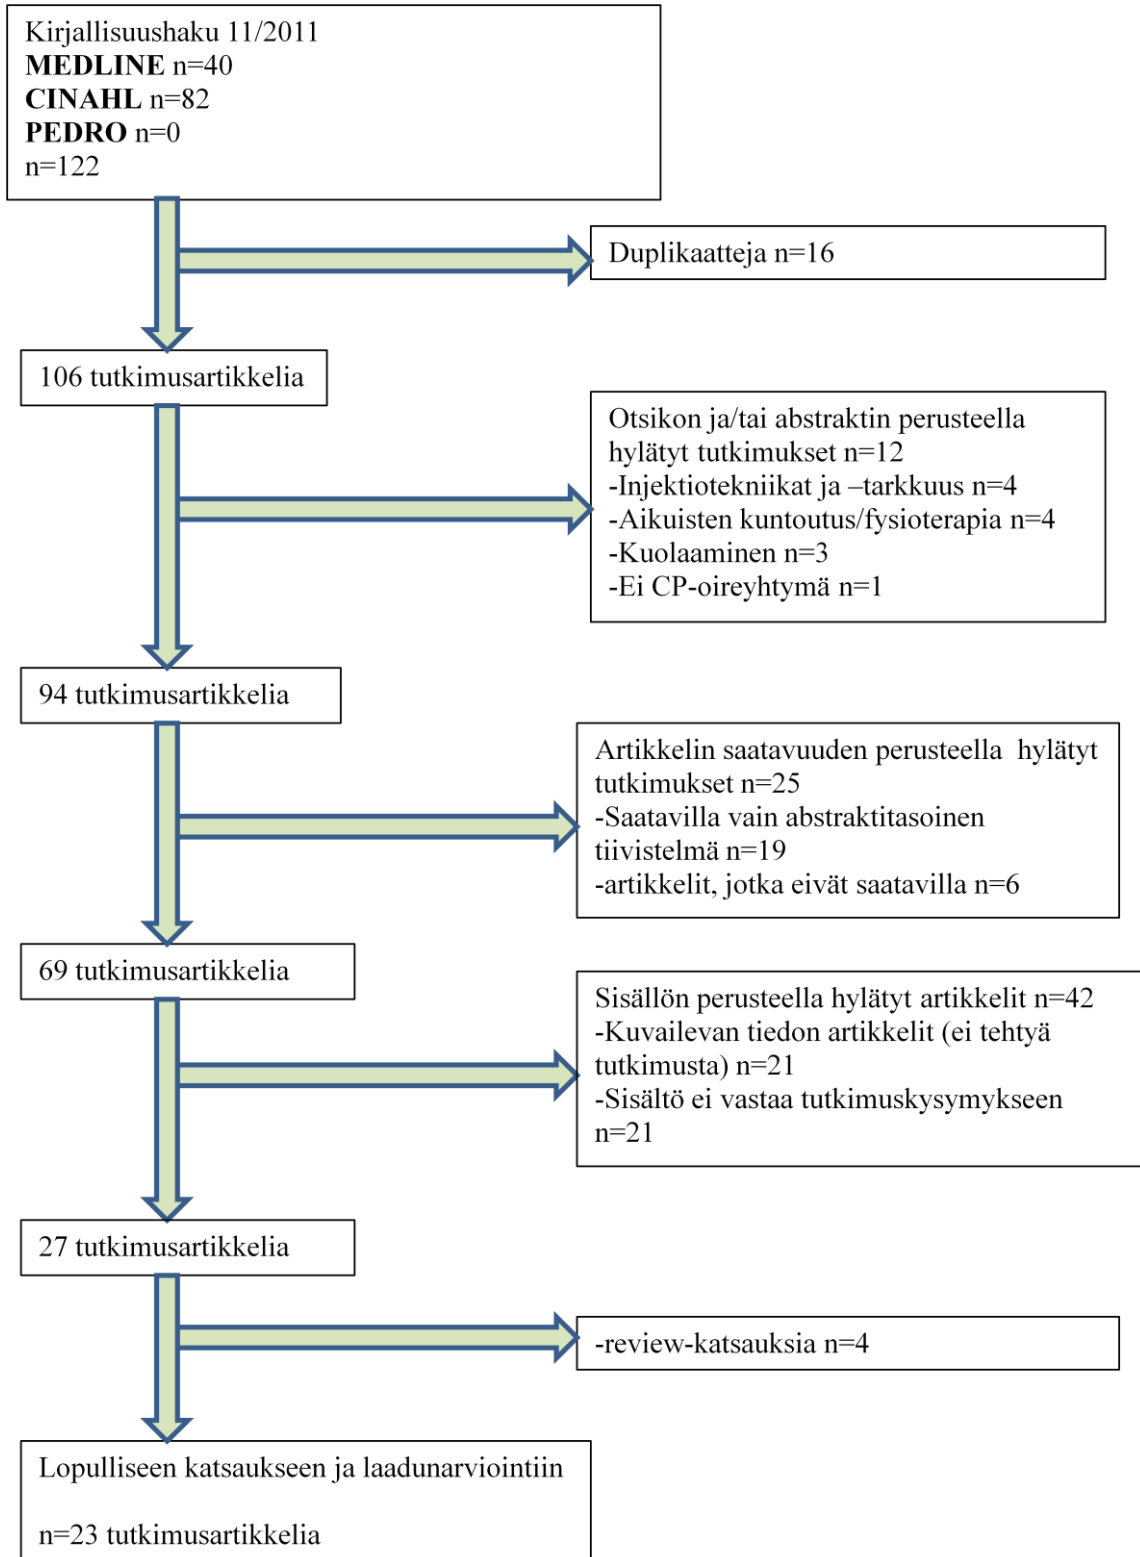 Kirjallisuushaku 11/2011
MEDLINE n=40
CINAHL n=82
PEDRO n=0
n=122
Duplikaatteja n=16
106 tutkimusartikkelia
Otsikon ja/tai abstraktin perusteella
hylätyt tutkimukset n=12
-Injektiotekniikat ja –tarkkuus n=4
-Aikuisten kuntoutus/fysioterapia n=4
-Kuolaaminen n=3
-Ei CP-oireyhtymä n=1
94 tutkimusartikkelia
Artikkelin saatavuuden perusteella hylätyt
tutkimukset n=25
-Saatavilla vain abstraktitasoinen
tiivistelmä n=19
-artikkelit, jotka eivät saatavilla n=6
69 tutkimusartikkelia
Sisällön perusteella hylätyt artikkelit n=42
-Kuvailevan tiedon artikkelit (ei tehtyä
tutkimusta) n=21
-Sisältö ei vastaa tutkimuskysymykseen
n=21
27 tutkimusartikkelia
-review-katsauksia n=4
Lopulliseen katsaukseen ja laadunarviointiin
n=23 tutkimusartikkelia